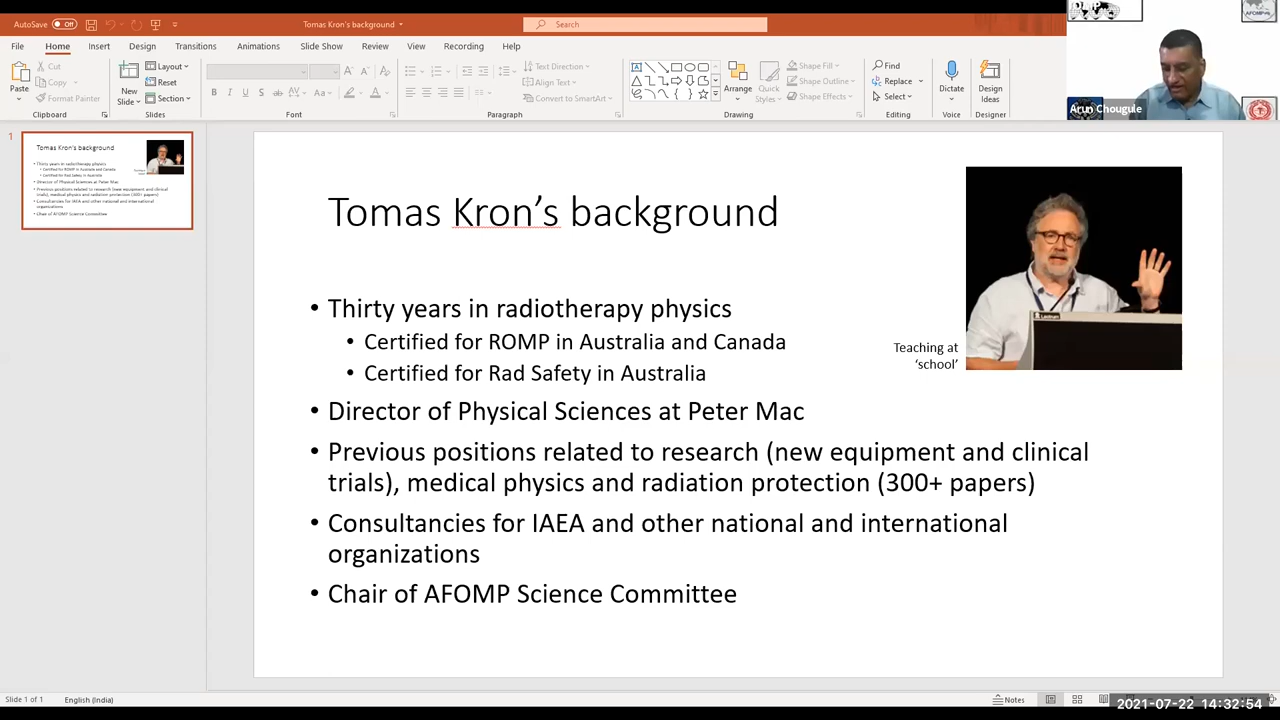 AutoSave Off
Tomas Kron's background
Search
File Home Insert Design Transitions Animations Slide Show Review View Recording Help
Paste
Cut
Copy
Format Painter
Clipboard
New
Slide
Layout
Reset
Section
Slides
Font
Text Direction
Align Text
Convert to SmartArt
Paragraph
Arrange
Quick
Styles
Shape Fill
Shape Outline
Shape Effects
Drawing
Find
Replace
Select
Editing
Dictate
Voice
Design
Ideas
Designer
Arun Chougule
1
Tomas Kron's background
Thirty years in radiotherapy physics
Certified for ROMP in Australia and Canada
Certified for Rad Safety in Australia
Director of Physical Sciences at Peter Mac
Previous positions related to research (new equipment and clinical
trials), medical physics and radiation protection (300+ papers)
Consultancies for IAEA and other national and international
organisations
Chair of AFOMP Science Committee
Tomas Kron's background
• Thirty years in radiotherapy physics
• Certified for ROMP in Australia and Canada
• Certified for Rad Safety in Australia
Teaching at
'school'
• Director of Physical Sciences at Peter Mac
• Previous positions related to research (new equipment and clinical
trials), medical physics and radiation protection (300+ papers)
• Consultancies for IAEA and other national and international
organizations
• Chair of AFOMP Science Committee
Slide 1 of 1 English (India)
Notes
2021-07-22 14:32:54